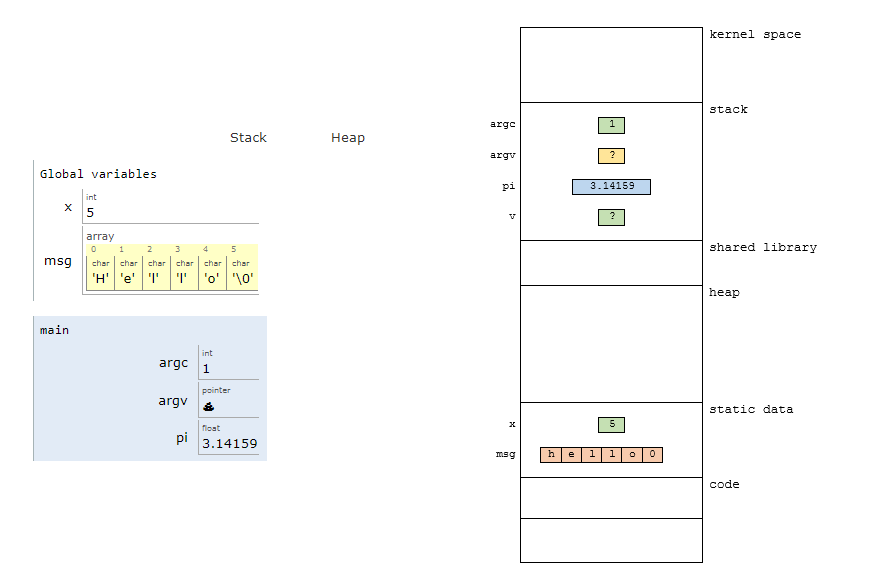 Stack Heap
Global variables
x int 5
msg array
0 1 2 3 4 5
char char char char char char
'H' 'e' 'l' 'l' 'o' '\0'
main
argc int 1
argv pointer
pi float 3.14159
kernel space
stack
argc 1
argv ?
pi 3.14159
v ?
shared library
heap
static data
x 5
msg h e l l o 0
code